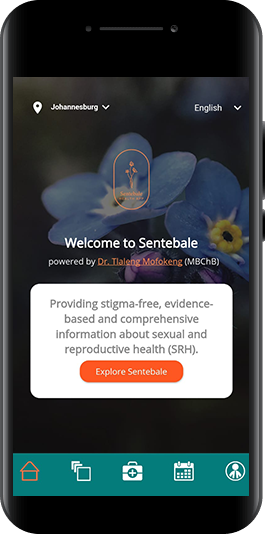 Johannesburg
English
Sentebale
Welcome to Sentebale
powered by Dr. Tlaleng Mofokeng (MBChB)
Providing stigma-free, evidence-
based and comprehensive
information about sexual and
reproductive health (SRH).
Explore Sentebale